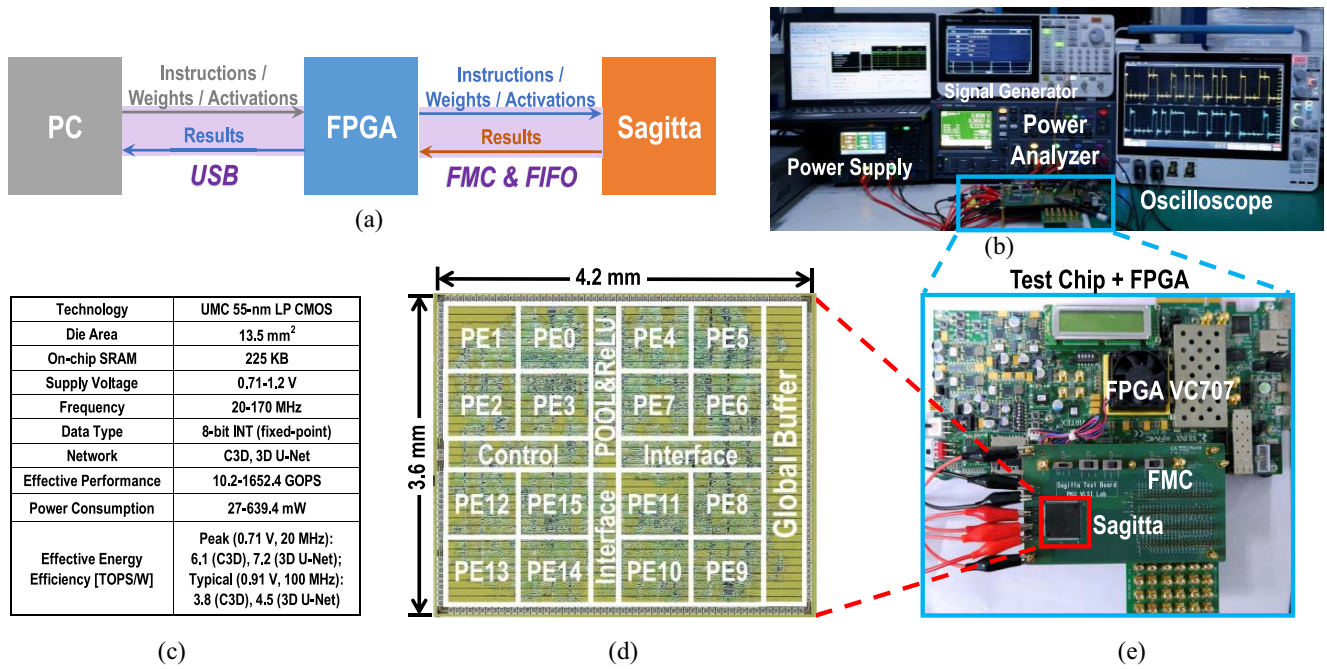 PC
Instructions /
Weights / Activations
Results
USB
FPGA
Instructions /
Weights / Activations
Results
FMC & FIFO
Sagitta
(a)
Signal Generator
Power
Analyzer
Power Supply
Oscilloscope
(b)
Technology UMC 55-nm LP CMOS
Die Area 13.5 mm²
On-chip SRAM 225 KB
Supply Voltage 0.71-1.2 V
Frequency 20-170 MHz
Data Type 8-bit INT (fixed-point)
Network C3D, 3D U-Net
Effective Performance 10.2-1652.4 GOPS
Power Consumption 27-639.4 mW
Effective Energy
Efficiency [TOPS/W]
Peak (0.71 V, 20 MHz):
6.1 (C3D), 7.2 (3D U-Net);
Typical (0.91 V, 100 MHz):
3.8 (C3D), 4.5 (3D U-Net)
(c)
4.2 mm
3.6 mm
PE1 PE0 PE4 PE5
PE2 PE3 PE7 PE6
POOL&ReLU
Control Interface
Interface
PE12 PE15 PE11 PE8
PE13 PE14 PE10 PE9
Global Buffer
(d)
Test Chip + FPGA
FPGA VC707
FMC
Sagitta Test Board
PKU VLSI Lab
Sagitta
(e)